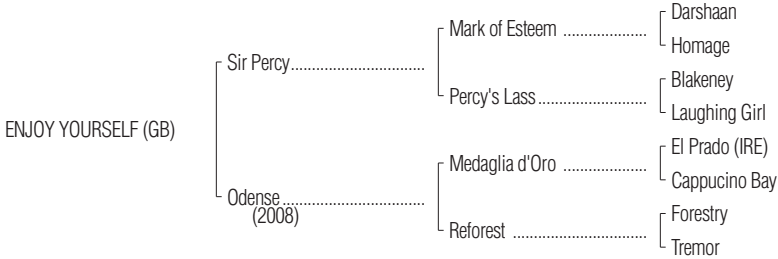 Darshaan
Mark of Esteem
Homage
Sir Percy
Blakeney
Percy's Lass
Laughing Girl
ENJOY YOURSELF (GB)
El Prado (IRE)
Medaglia d'Oro
Cappucino Bay
Odense
(2008)
Forestry
Reforest
Tremor